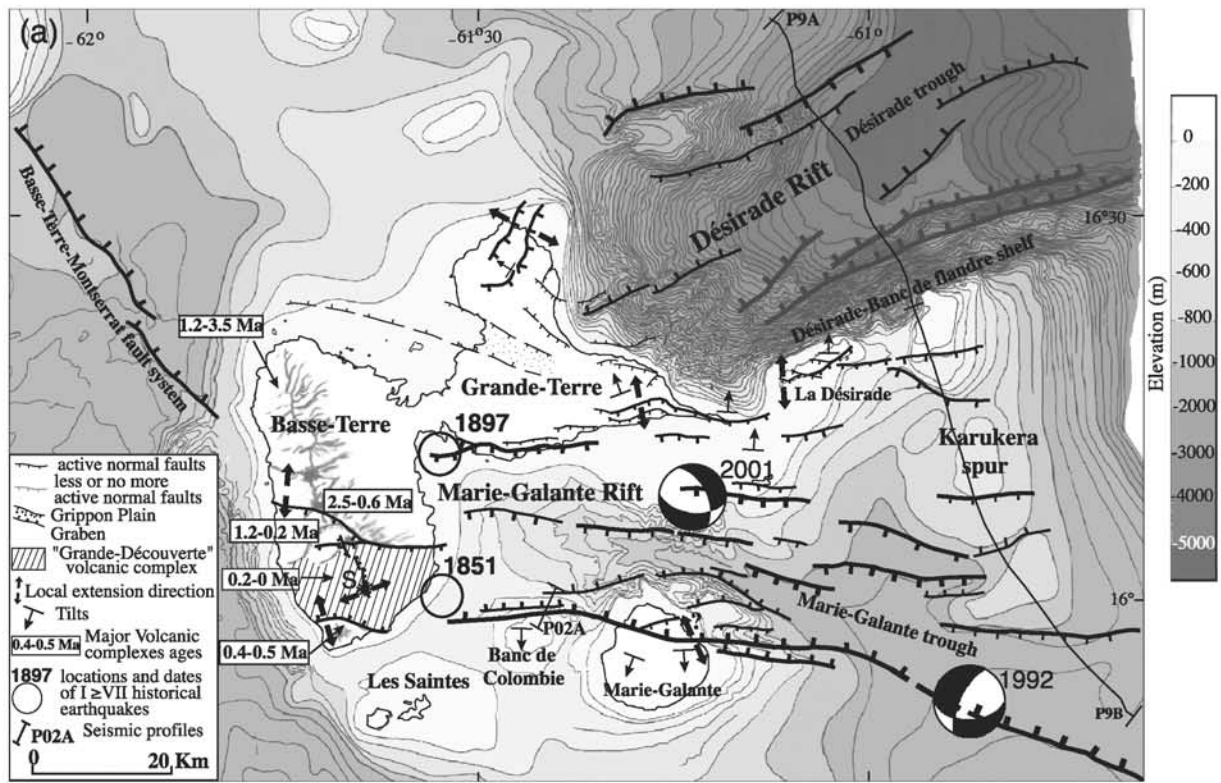 (a)
-62°
-61°30
-61°
P9A
Désirade trough
Désirade Rift
16°30
Basse-Terre-Montserrat fault system
Désirade-Banc de flandre shelf
1.2-3.5 Ma
Grande-Terre
La Désirade
Basse-Terre
1897
Karukera
spur
2001
Marie-Galante Rift
2.5-0.6 Ma
1.2-0.2 Ma
1851
0.2-0 Ma
S
16°
Marie-Galante trough
P02A
?
0.4-0.5 Ma
Banc de
Colombie
Marie-Galante
Les Saintes
1992
P9B
active normal faults
less or no more
active normal faults
Grippon Plain
Graben
"Grande-Découverte"
volcanic complex
Local extension direction
Tilts
0.4-0.5 Ma Major Volcanic
complexes ages
1897 locations and dates
of I ≥VII historical
earthquakes
P02A Seismic profiles
0 20 Km
Elevation (m)
0
-200
-400
-600
-800
-1000
-2000
-3000
-4000
-5000